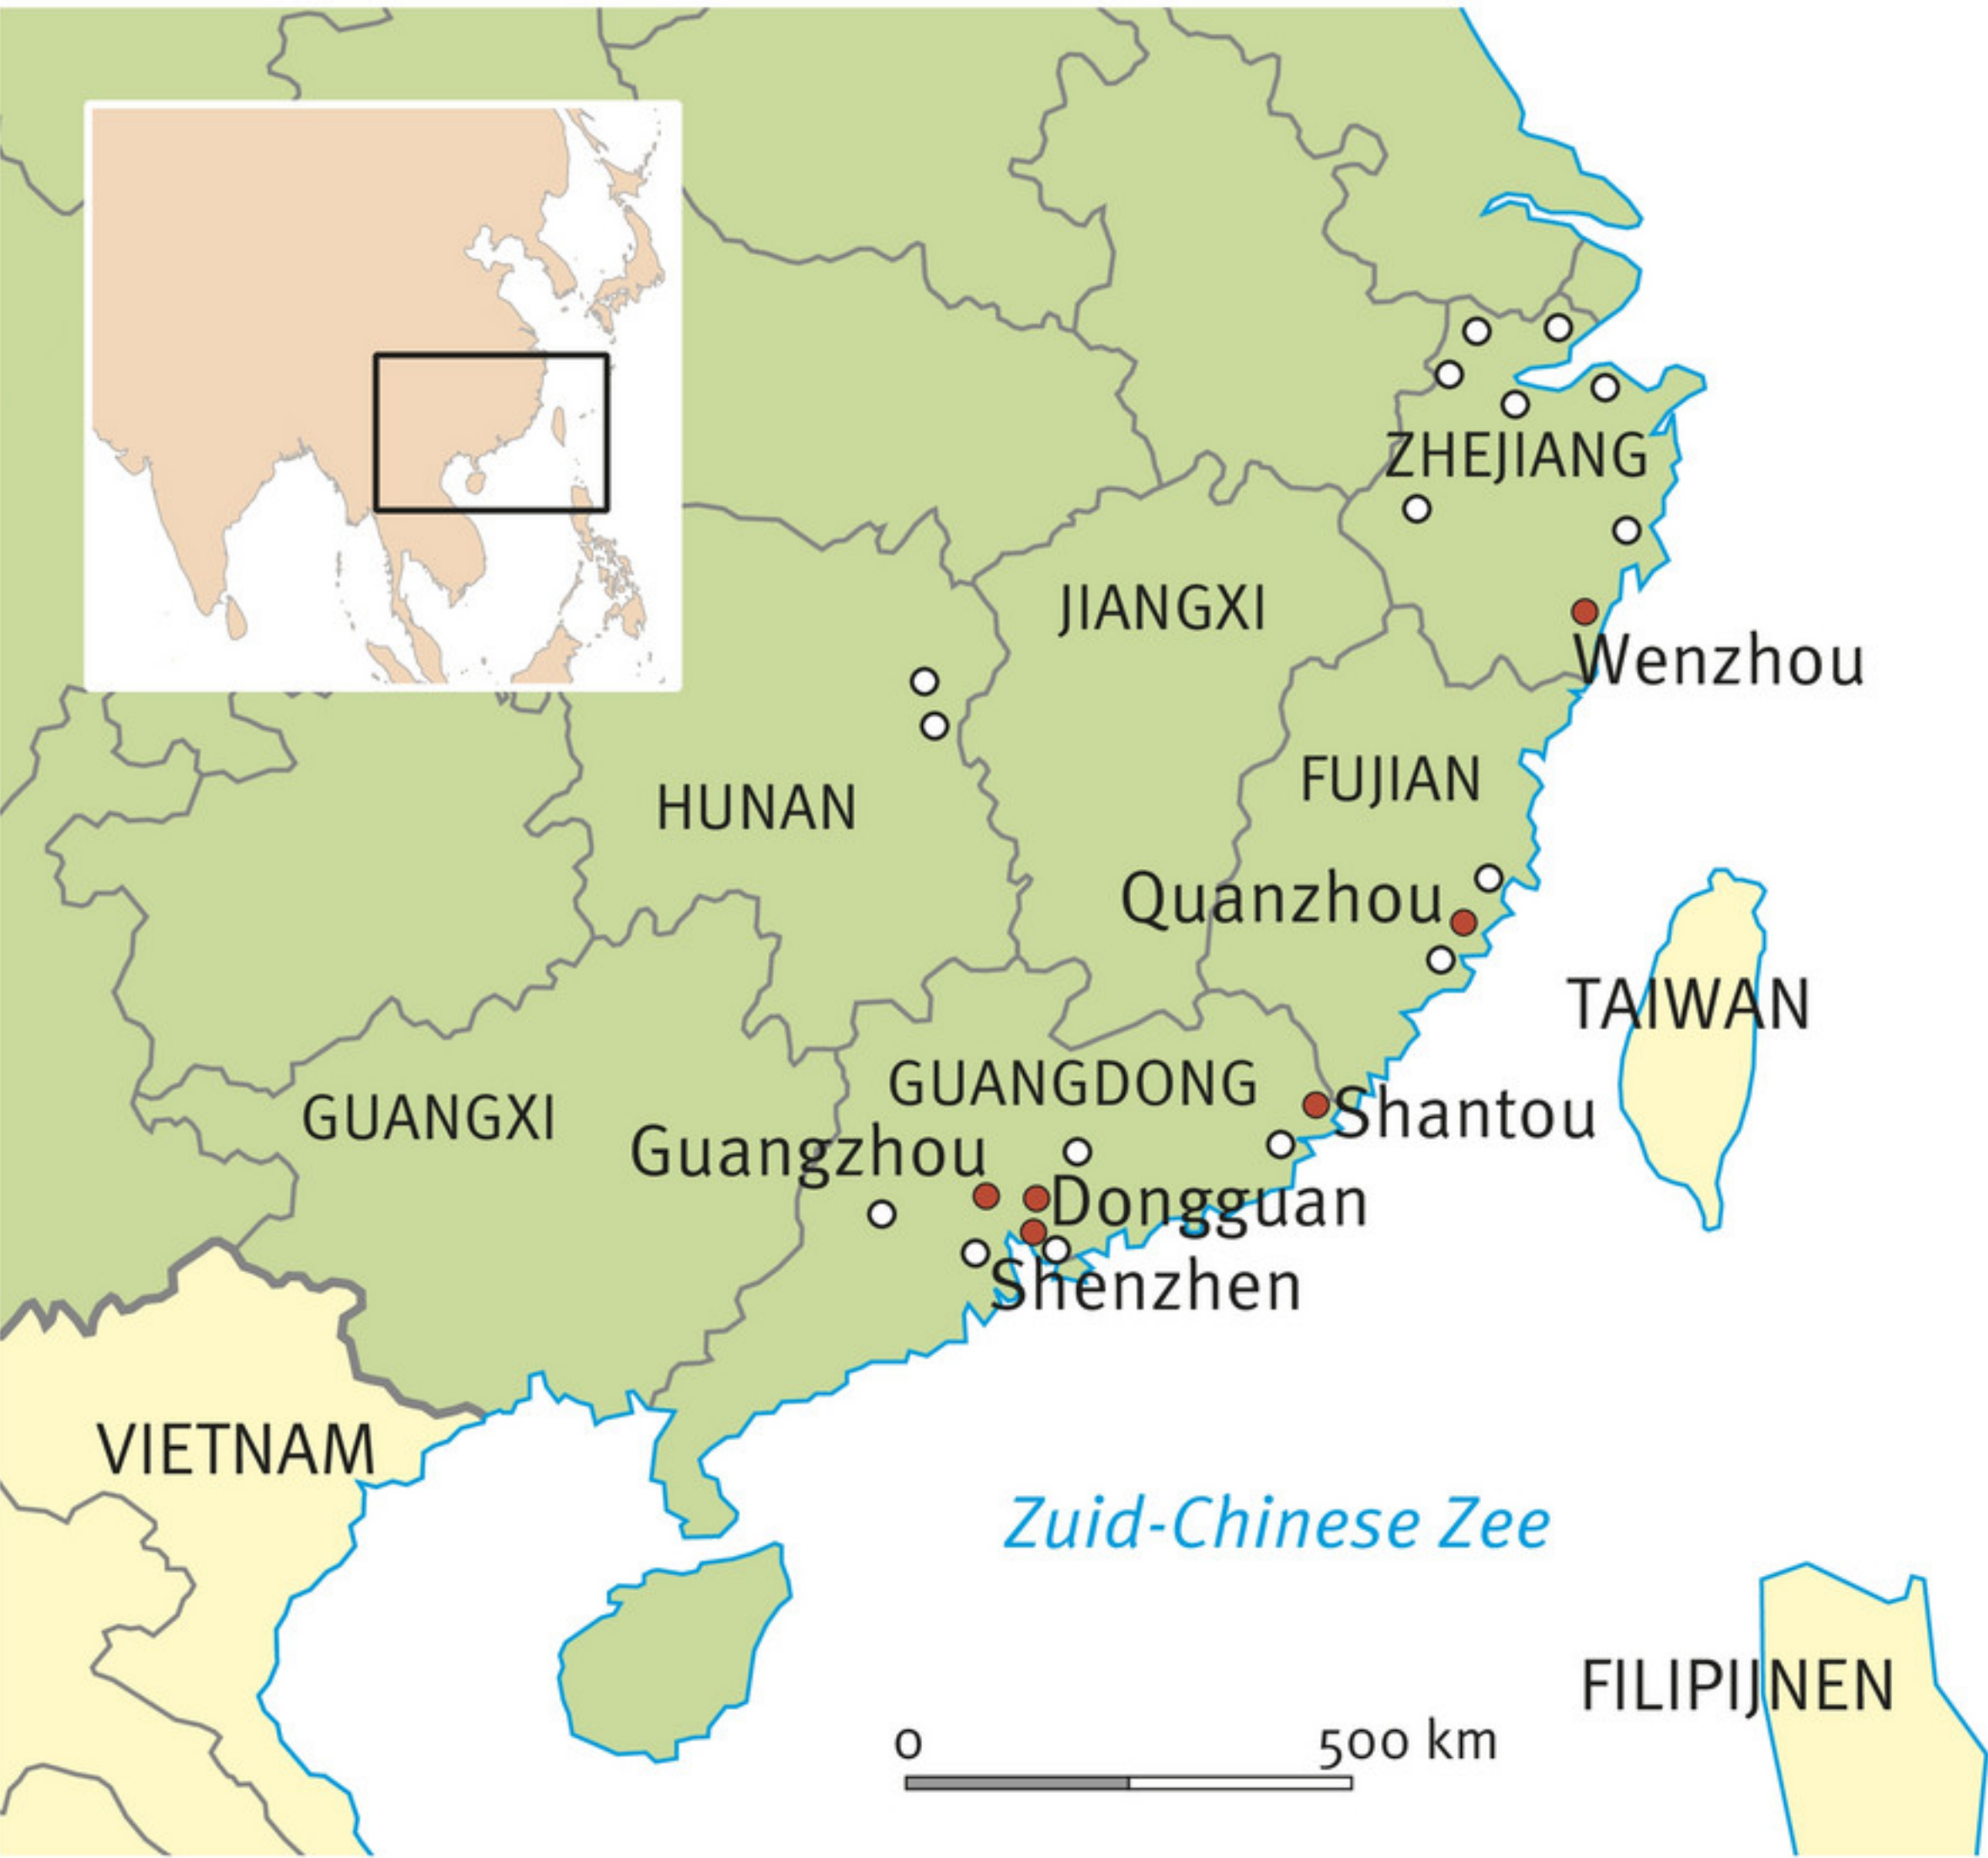 ZHEJIANG
JIANGXI
Wenzhou
FUJIAN
HUNAN
Quanzhou
TAIWAN
GUANGDONG
Shantou
GUANGXI
Guangzhou
Dongguan
Shenzhen
VIETNAM
Zuid-Chinese Zee
FILIPIJNEN
0 500 km